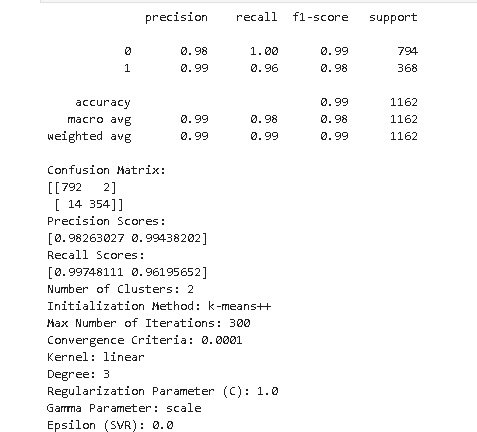 precision recall f1-score support
0 0.98 1.00 0.99 794
1 0.99 0.96 0.98 368
accuracy 0.99 1162
macro avg 0.99 0.98 0.98 1162
weighted avg 0.99 0.99 0.99 1162
Confusion Matrix:
[[792 2]
[ 14 354]]
Precision Scores:
[0.98263027 0.99438202]
Recall Scores:
[0.99748111 0.96195652]
Number of Clusters: 2
Initialization Method: k-means++
Max Number of Iterations: 300
Convergence Criteria: 0.0001
Kernel: linear
Degree: 3
Regularization Parameter (C): 1.0
Gamma Parameter: scale
Epsilon (SVR): 0.0